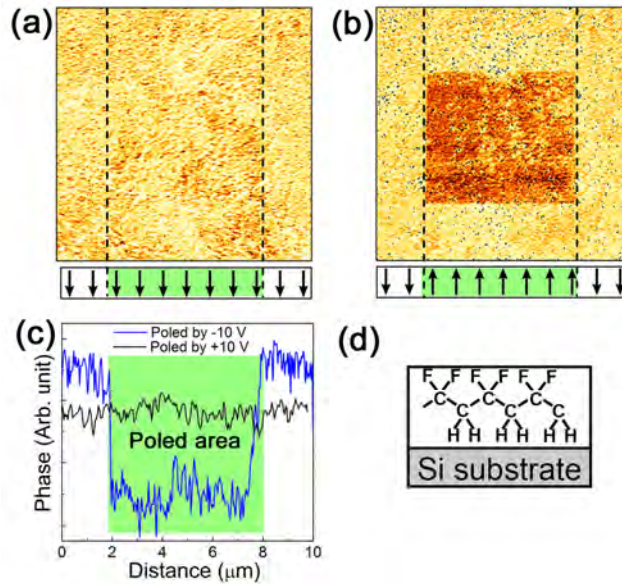 (a)
(b)
(c)
Poled by -10 V
Poled by +10 V
Poled area
Phase (Arb. unit)
0 2 4 6 8 10
Distance (μm)
(d)
F F F F F F
C C C
C C C
H H H H H H
Si substrate